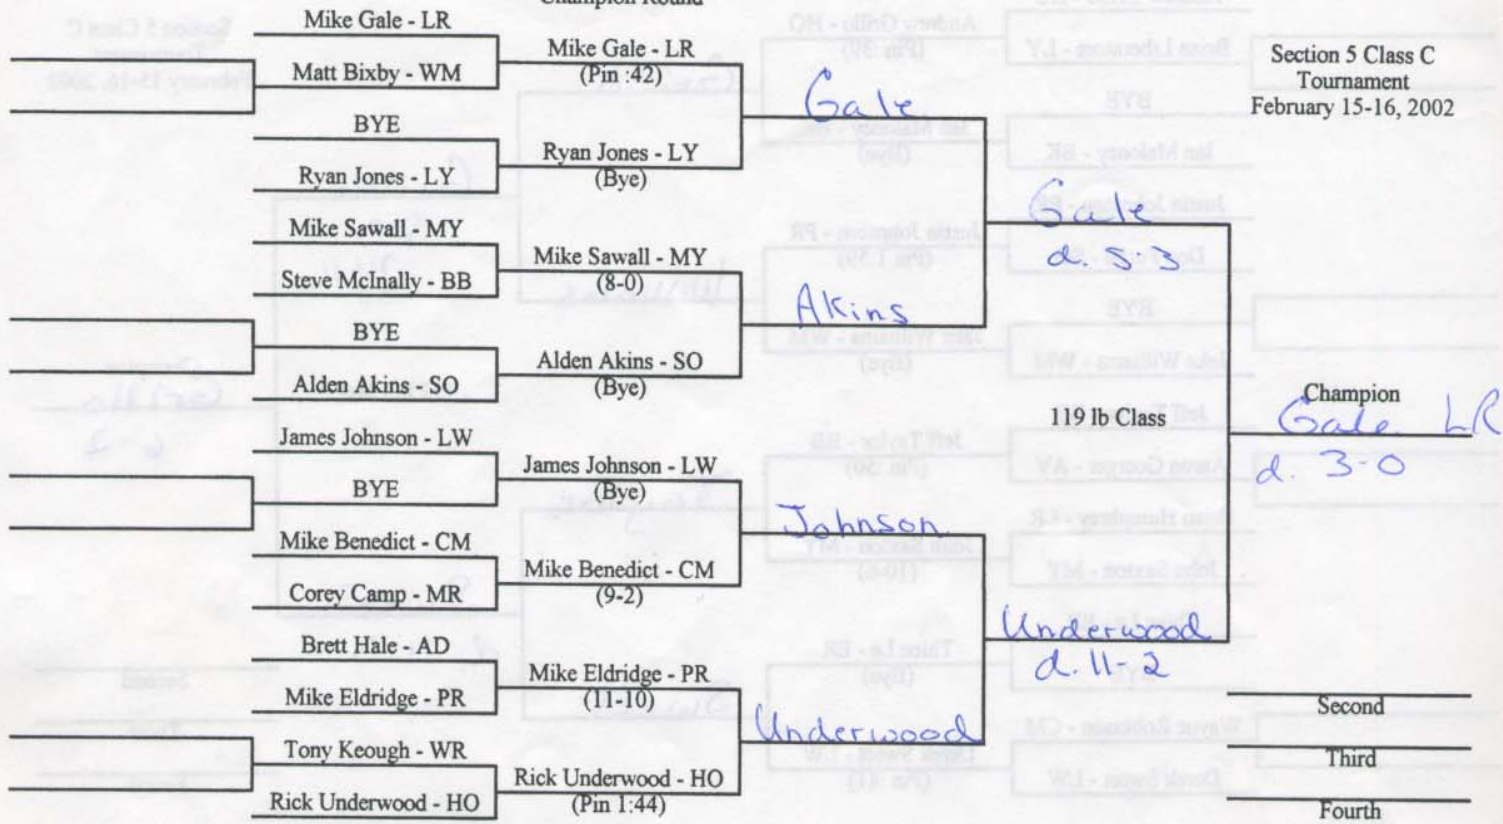 Champion Round
Mike Gale - LR
Matt Bixby - WM
BYE
Ryan Jones - LY
Mike Sawall - MY
Steve McInally - BB
BYE
Alden Akins - SO
James Johnson - LW
BYE
Mike Benedict - CM
Corey Camp - MR
Brett Hale - AD
Mike Eldridge - PR
Tony Keough - WR
Rick Underwood - HO
Mike Gale - LR
(Pin :42)
Ryan Jones - LY
(Bye)
Mike Sawall - MY
(8-0)
Alden Akins - SO
(Bye)
James Johnson - LW
(Bye)
Mike Benedict - CM
(9-2)
Mike Eldridge - PR
(11-10)
Rick Underwood - HO
(Pin 1:44)
Gale
Akins
Johnson
Underwood
Gale
d. 5-3
Underwood
d. 11-2
119 lb Class
Section 5 Class C
Tournament
February 15-16, 2002
Champion
Gale LR
d. 3-0
Second
Third
Fourth